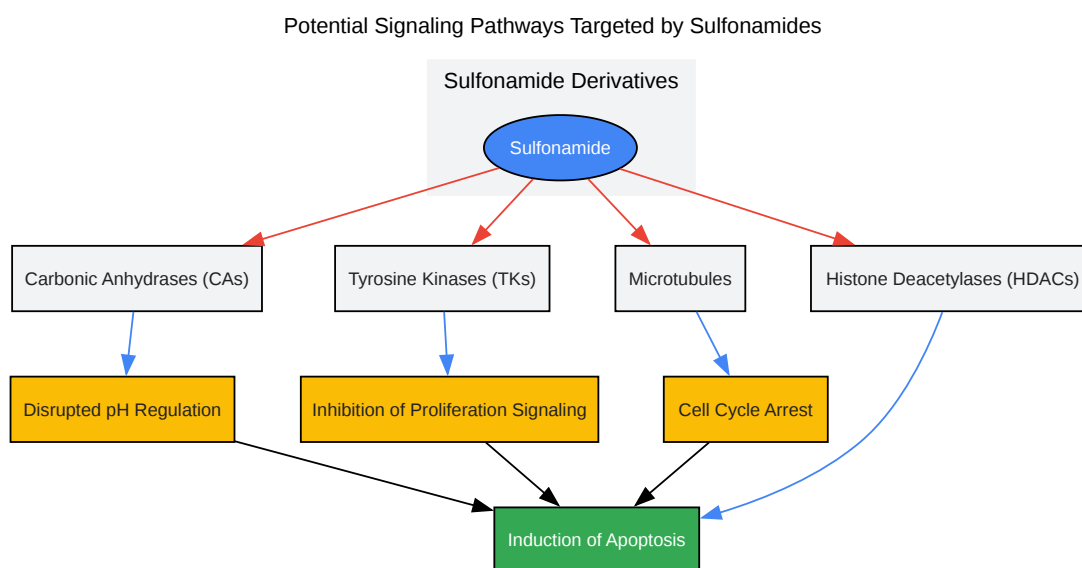 Potential Signaling Pathways Targeted by Sulfonamides
Sulfonamide Derivatives
Sulfonamide
Carbonic Anhydrases (CAs)
Tyrosine Kinases (TKs)
Microtubules
Histone Deacetylases (HDACs)
Disrupted pH Regulation
Inhibition of Proliferation Signaling
Cell Cycle Arrest
Induction of Apoptosis